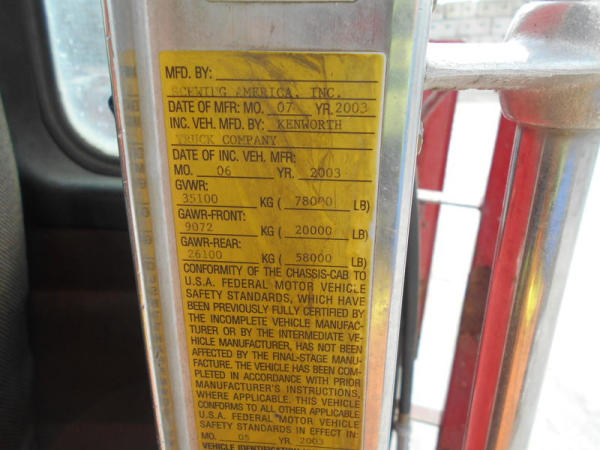 MFD. BY:
SCHWING AMERICA, INC.
DATE OF MFR: MO. 07 YR. 2003
INC. VEH. MFD. BY: KENWORTH
TRUCK COMPANY
DATE OF INC. VEH. MFR:
MO. 06 YR. 2003
GVWR:
35100 KG ( 78000 LB)
GAWR-FRONT:
9072 KG ( 20000 LB)
GAWR-REAR:
26100 KG ( 58000 LB)
CONFORMITY OF THE CHASSIS-CAB TO
U.S.A. FEDERAL MOTOR VEHICLE
SAFETY STANDARDS, WHICH HAVE
BEEN PREVIOUSLY FULLY CERTIFIED BY
THE INCOMPLETE VEHICLE MANUFAC-
TURER OR BY THE INTERMEDIATE VE-
HICLE MANUFACTURER, HAS NOT BEEN
AFFECTED BY THE FINAL-STAGE MANU-
FACTURE. THE VEHICLE HAS BEEN COM-
PLETED IN ACCORDANCE WITH PRIOR
MANUFACTURER'S INSTRUCTIONS,
WHERE APPLICABLE. THIS VEHICLE
CONFORMS TO ALL OTHER APPLICABLE
U.S.A. FEDERAL MOTOR VEHICLE
SAFETY STANDARDS IN EFFECT IN:
MO. 05 YR. 2003
VEHICLE IDENTIFICATION